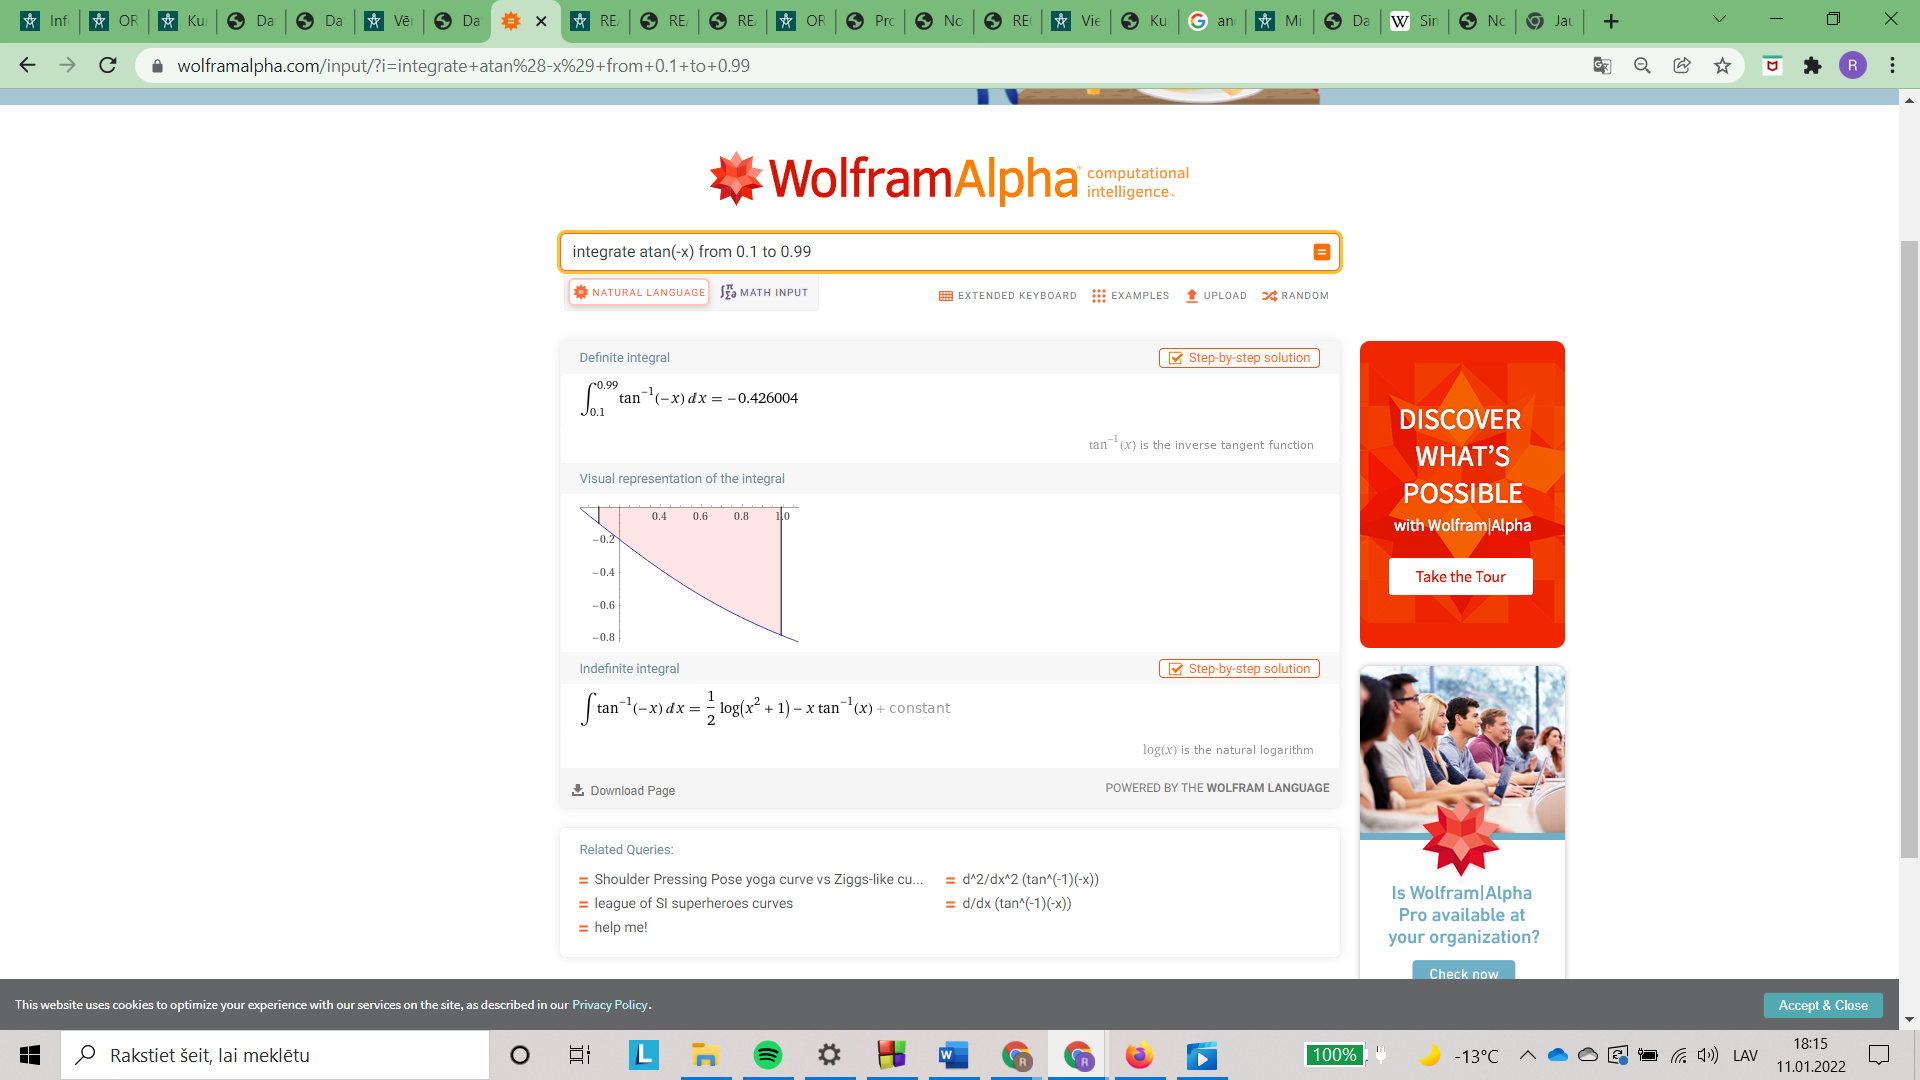 Inf
OR
Ku
Da
Da
Vē
Da
RE
RE
RE
OR
Pro
No
RE
Vie
Ku
an
Mi
Da
Sin
No
Jau
wolframalpha.com/input/?i=integrate+atan%28-x%29+from+0.1+to+0.99
R
WolframAlpha computational intelligence™
integrate atan(-x) from 0.1 to 0.99
NATURAL LANGUAGE MATH INPUT EXTENDED KEYBOARD EXAMPLES UPLOAD RANDOM
Definite integral Step-by-step solution
∫_0.1^0.99 tan⁻¹(−x) dx = −0.426004
tan⁻¹(x) is the inverse tangent function
Visual representation of the integral
0.4 0.6 0.8 1.0
−0.2
−0.4
−0.6
−0.8
Indefinite integral Step-by-step solution
∫ tan⁻¹(−x) dx = 1/2 log(x² + 1) − x tan⁻¹(x) + constant
log(x) is the natural logarithm
Download Page POWERED BY THE WOLFRAM LANGUAGE
Related Queries:
= Shoulder Pressing Pose yoga curve vs Ziggs-like cu... = d^2/dx^2 (tan^(-1)(-x))
= league of SI superheroes curves = d/dx (tan^(-1)(-x))
= help me!
DISCOVER
WHAT'S
POSSIBLE
with Wolfram|Alpha
Take the Tour
Is Wolfram|Alpha
Pro available at
your organization?
Check now
This website uses cookies to optimize your experience with our services on the site, as described in our Privacy Policy.
Accept & Close
Rakstiet šeit, lai meklētu
100%
-13°C
LAV
18:15
11.01.2022